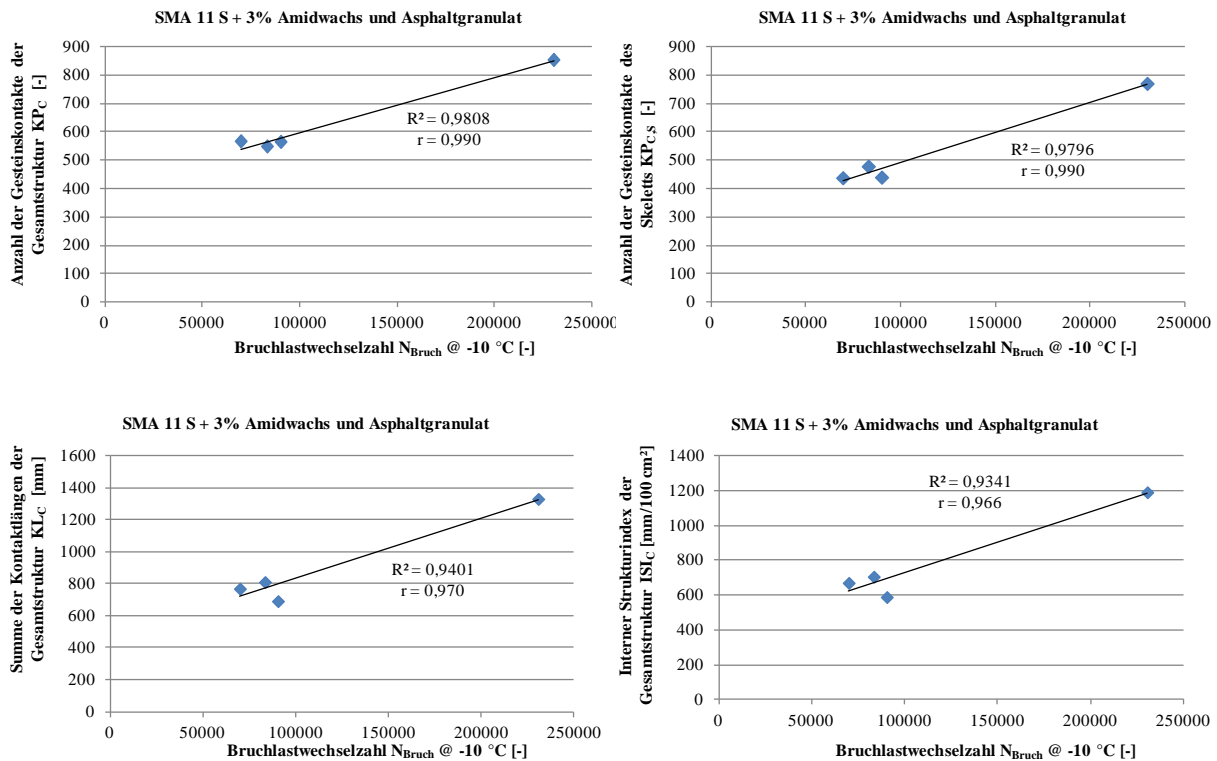 SMA 11 S + 3% Amidwachs und Asphaltgranulat
Anzahl der Gesteinskontakte der
Gesamtstruktur KP_C [-]
900
800
700
600
500
400
300
200
100
0
R² = 0,9808
r = 0,990
0 50000 100000 150000 200000 250000
Bruchlastwechselzahl N_Bruch @ -10 °C [-]
SMA 11 S + 3% Amidwachs und Asphaltgranulat
Anzahl der Gesteinskontakte des
Skeletts KP_C,S [-]
900
800
700
600
500
400
300
200
100
0
R² = 0,9796
r = 0,990
0 50000 100000 150000 200000 250000
Bruchlastwechselzahl N_Bruch @ -10 °C [-]
SMA 11 S + 3% Amidwachs und Asphaltgranulat
Summe der Kontaktlängen der
Gesamtstruktur KL_C [mm]
1600
1400
1200
1000
800
600
400
200
0
R² = 0,9401
r = 0,970
0 50000 100000 150000 200000 250000
Bruchlastwechselzahl N_Bruch @ -10 °C [-]
SMA 11 S + 3% Amidwachs und Asphaltgranulat
Interner Strukturindex der
Gesamtstruktur ISI_C [mm/100 cm²]
1400
1200
1000
800
600
400
200
0
R² = 0,9341
r = 0,966
0 50000 100000 150000 200000 250000
Bruchlastwechselzahl N_Bruch @ -10 °C [-]